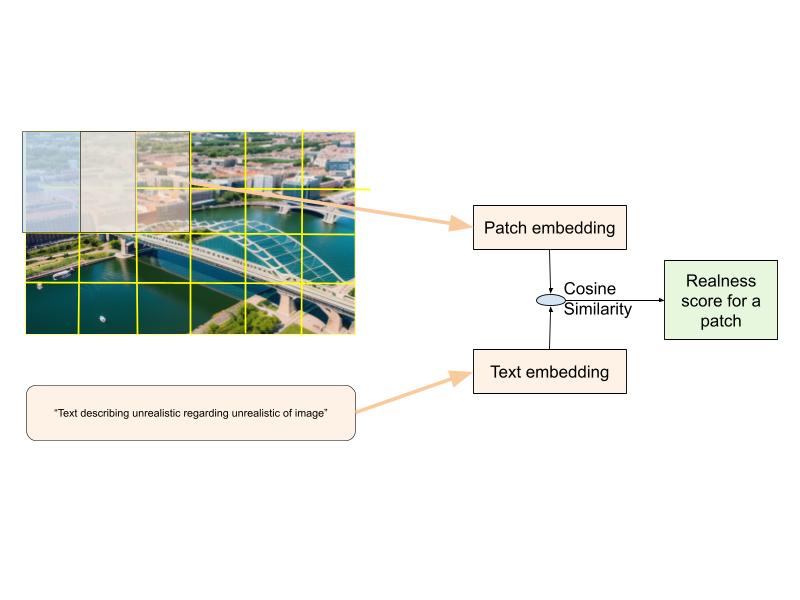 Patch embedding
Cosine
Similarity
Realness
score for a
patch
Text embedding
“Text describing unrealistic regarding unrealistic of image”